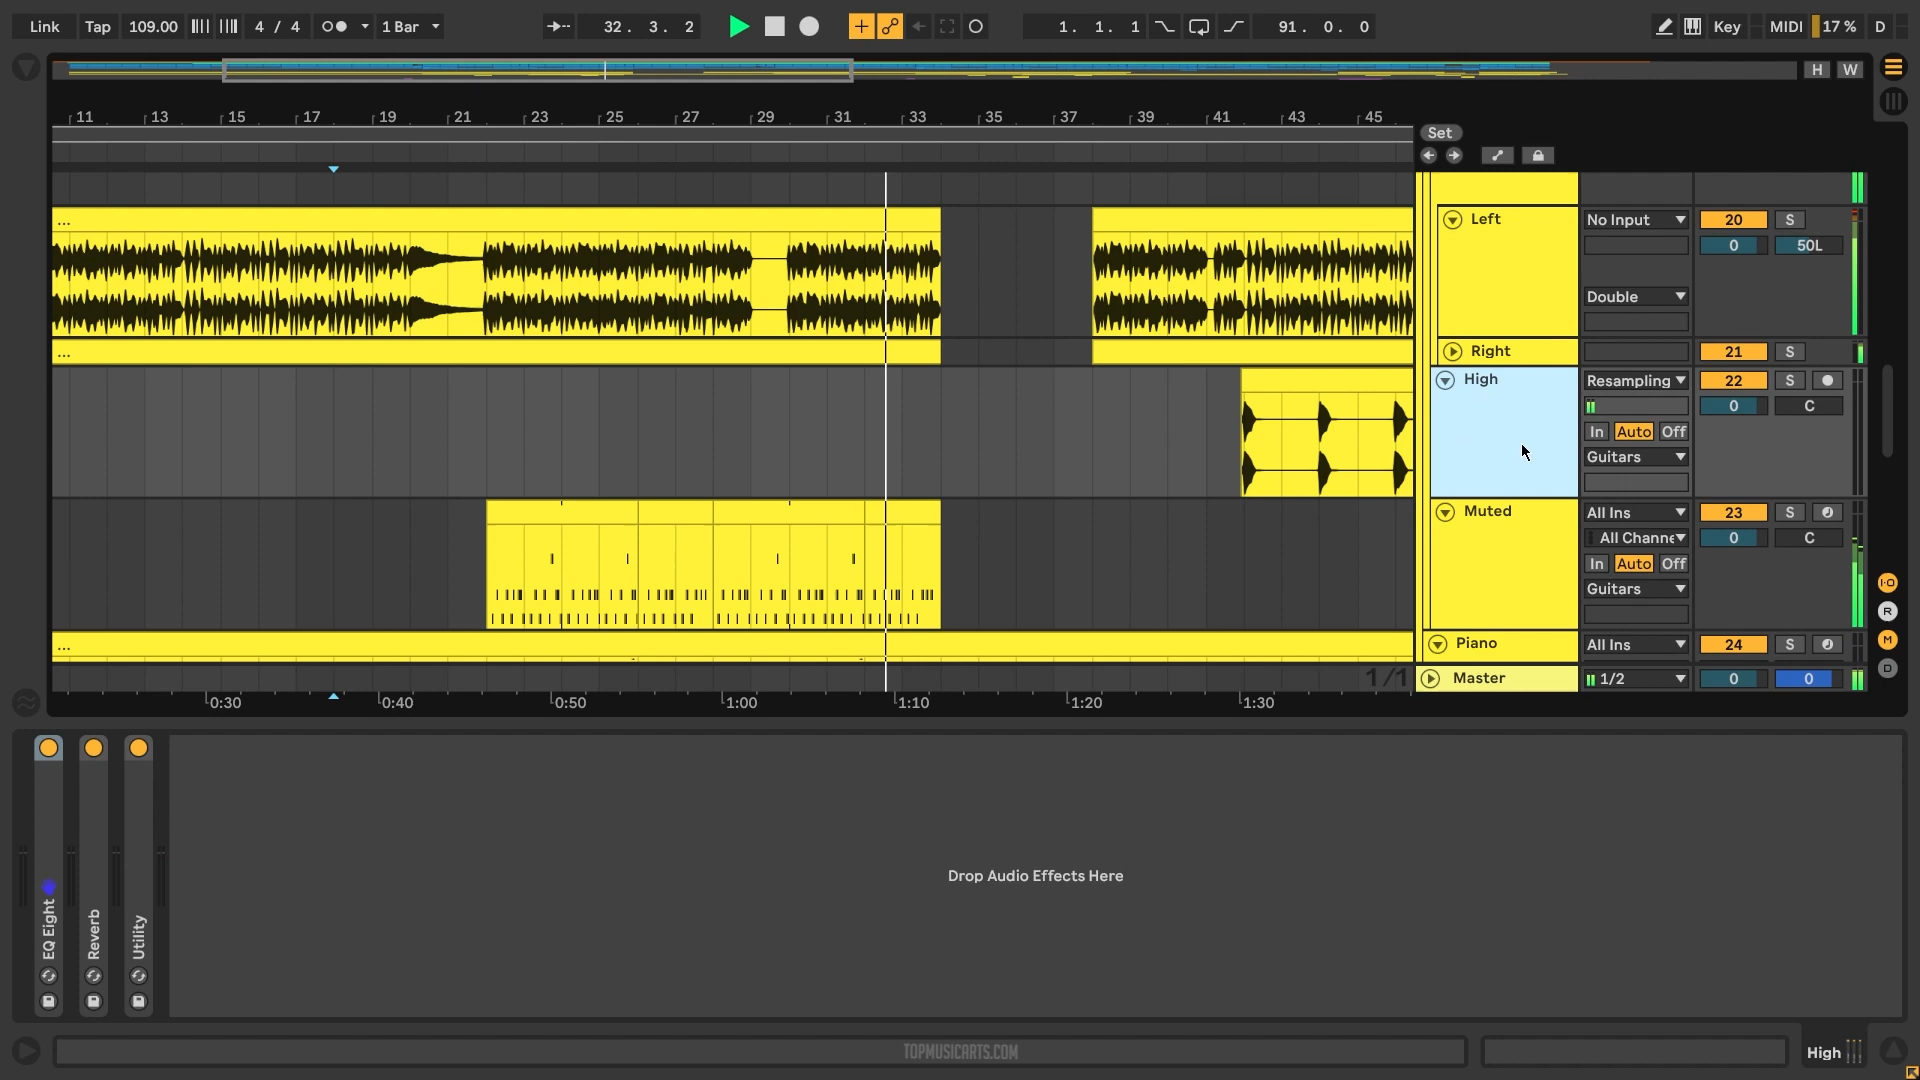 Link Tap 109.00 4 / 4 1 Bar 32. 3. 2 1. 1. 1 91. 0. 0 Key MIDI 17 % D
H W
11 13 15 17 19 21 23 25 27 29 31 33 35 37 39 41 43 45
Set
... Left No Input 20 S
0 50L
Double
... Right 21 S
High Resampling 22 S
0 C
In Auto Off
Guitars
Muted All Ins 23 S
All Channe 0 C
In Auto Off
I·O
Guitars
R
... Piano All Ins 24 S M
D
1/1 Master 1/2 0 0
0:30 0:40 0:50 1:00 1:10 1:20 1:30
EQ Eight
Reverb
Utility
Drop Audio Effects Here
TOPMUSICARTS.COM
High